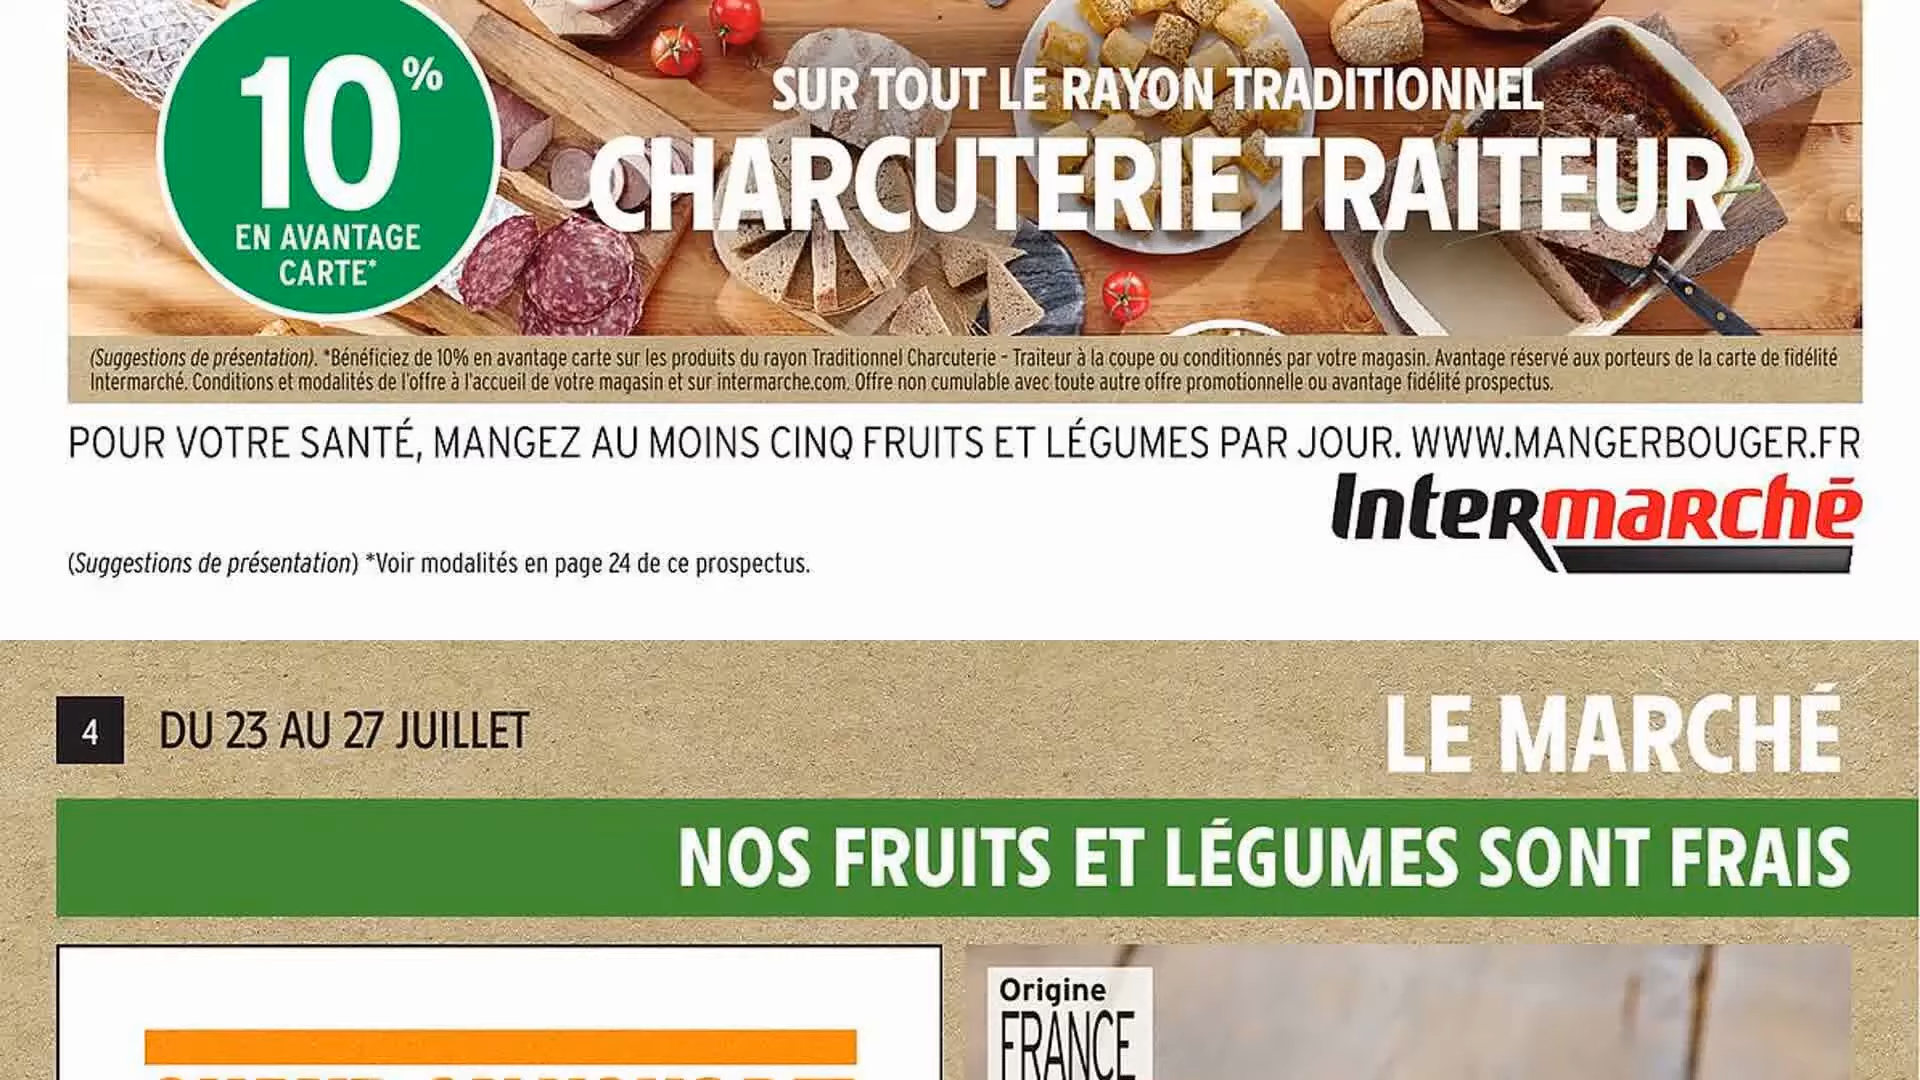 10%
EN AVANTAGE
CARTE*
SUR TOUT LE RAYON TRADITIONNEL
CHARCUTERIE TRAITEUR
(Suggestions de présentation). *Bénéficiez de 10% en avantage carte sur les produits du rayon Traditionnel Charcuterie - Traiteur à la coupe ou conditionnés par votre magasin. Avantage réservé aux porteurs de la carte de fidélité
Intermarché. Conditions et modalités de l'offre à l'accueil de votre magasin et sur intermarche.com. Offre non cumulable avec toute autre offre promotionnelle ou avantage fidélité prospectus.
POUR VOTRE SANTÉ, MANGEZ AU MOINS CINQ FRUITS ET LÉGUMES PAR JOUR. WWW.MANGERBOUGER.FR
Intermarché
(Suggestions de présentation) *Voir modalités en page 24 de ce prospectus.
4 DU 23 AU 27 JUILLET
LE MARCHÉ
NOS FRUITS ET LÉGUMES SONT FRAIS
Origine
FRANCE